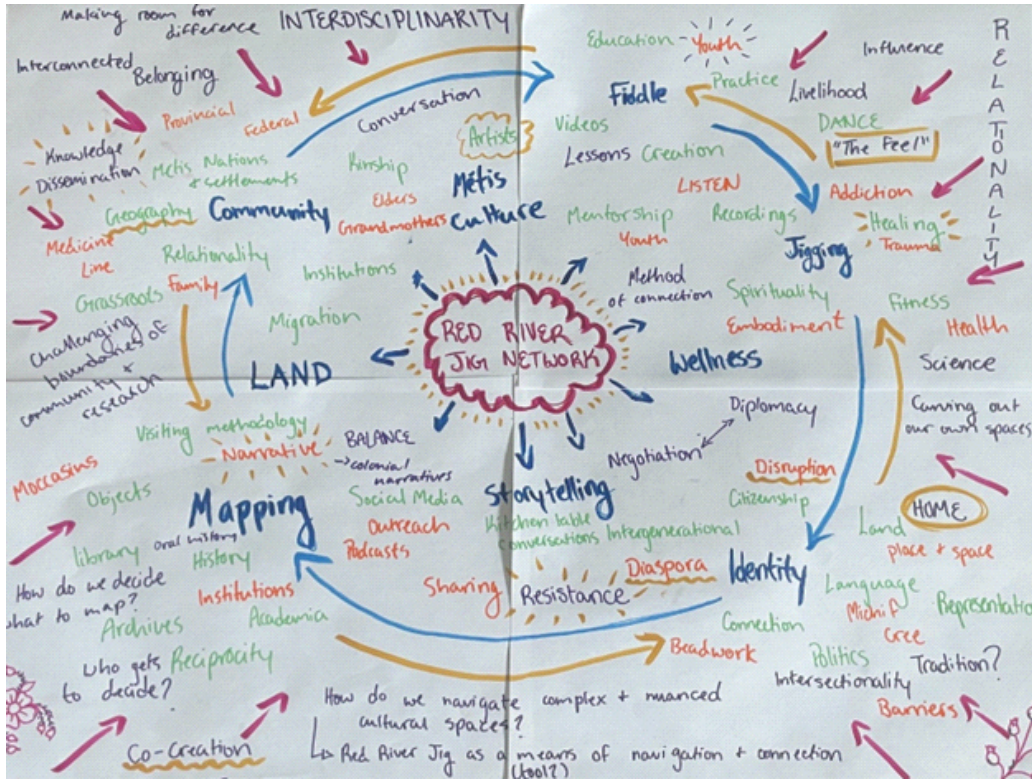 Making room for
difference
INTERDISCIPLINARITY
Interconnected
Belonging
Provincial
Federal
Conversation
Knowledge
Dissemination
Métis Nations
+ settlements
Kinship
Artists
Geography
Community
Elders
Grandmothers
Métis
Culture
Medicine
Line
Relationality
Family
Institutions
Grassroots
Migration
Challenging
boundaries of
community +
research
LAND
Education
Youth
Fiddle
Practice
Livelihood
Influence
RELATIONALITY
Videos
DANCE
"The Feel"
Lessons
Creation
LISTEN
Addiction
Mentorship
Youth
Recordings
Healing
Trauma
Jigging
Method
of connection
Spirituality
Embodiment
Fitness
Health
Wellness
Science
RED RIVER
JIG NETWORK
Visiting methodology
Narrative
BALANCE
→ colonial
narratives
Moccasins
Objects
Mapping
Social Media
Outreach
Podcasts
library
oral history
History
Institutions
Academia
How do we decide
what to map?
Archives
who gets
to decide?
Reciprocity
Co-Creation
Diplomacy
Negotiation
Carving out
our own spaces
Storytelling
Kitchen table
conversations
Intergenerational
Disruption
Citizenship
HOME
Land
place + space
Sharing
Resistance
Diaspora
Identity
Language
Michif
Cree
Connection
Beadwork
Politics
Intersectionality
Tradition?
Barriers
How do we navigate complex + nuanced
cultural spaces?
↳ Red River Jig as a means of navigation + connection
(tool?)